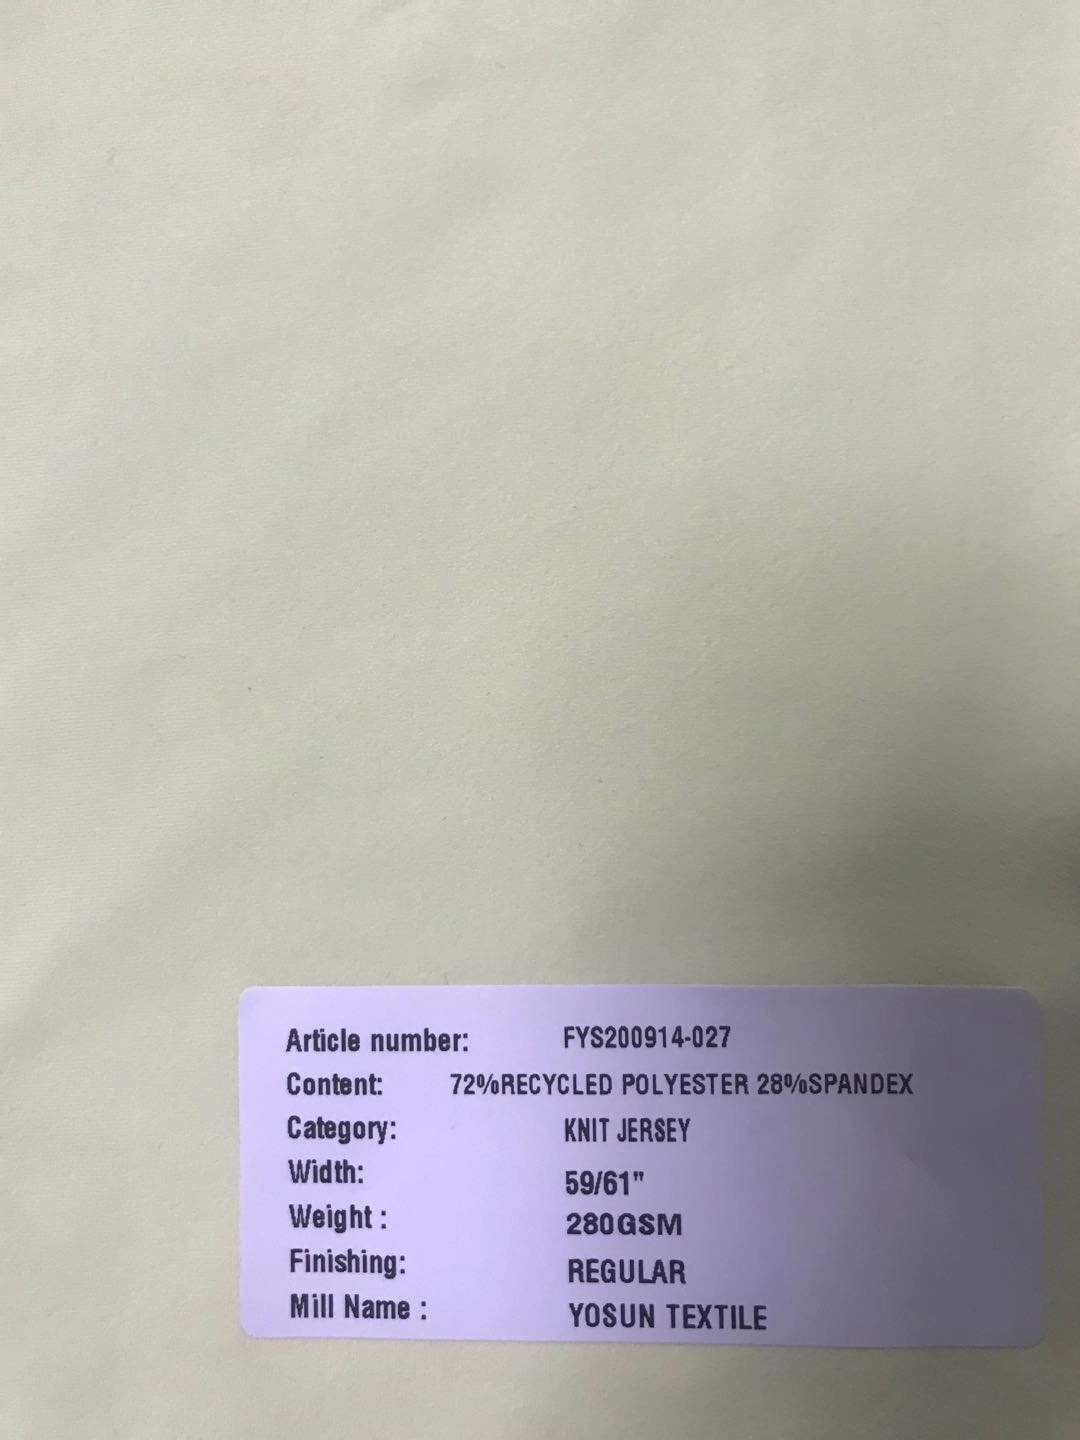 Article number: FYS200914-027
Content: 72%RECYCLED POLYESTER 28%SPANDEX
Category: KNIT JERSEY
Width: 59/61"
Weight : 280GSM
Finishing: REGULAR
Mill Name : YOSUN TEXTILE